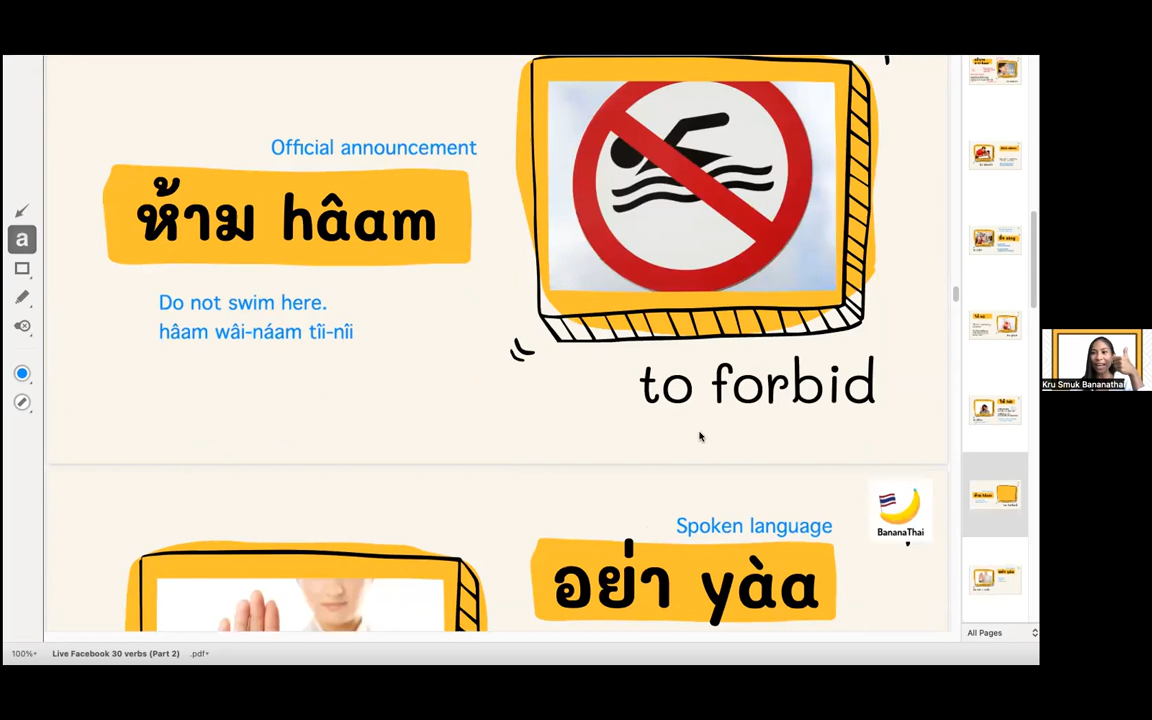 Official announcement
ห้าม hâam
Do not swim here.
hâam wâi-náam tîi-nîi
to forbid
BananaThai
Spoken language
อย่า yàa
Kru Smuk Bananathai
All Pages
100%
Live Facebook 30 verbs (Part 2) .pdf
a